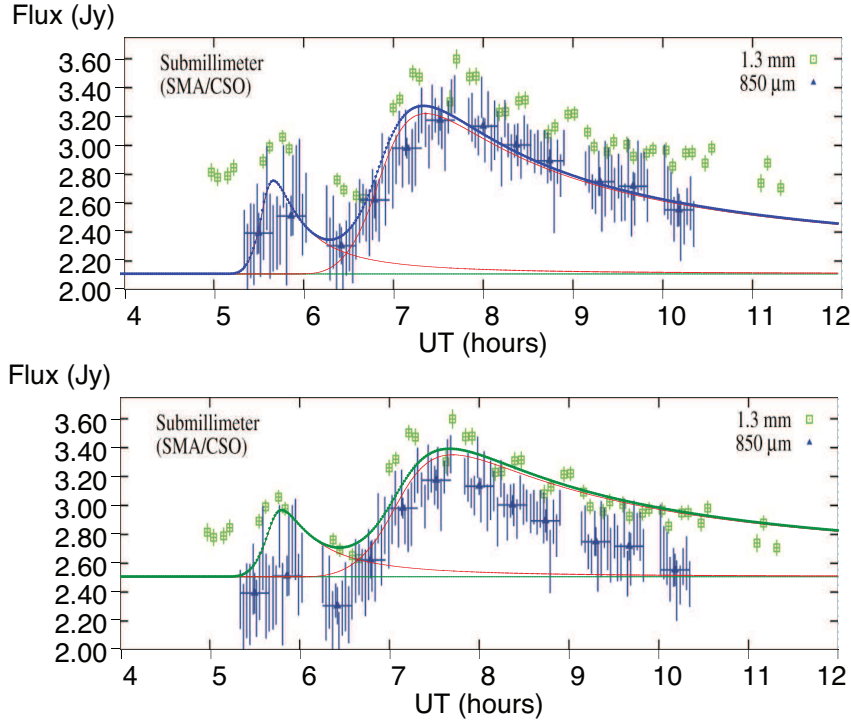 Flux (Jy)
Submillimeter
(SMA/CSO)
1.3 mm
850 µm
3.60
3.40
3.20
3.00
2.80
2.60
2.40
2.20
2.00
4 5 6 7 8 9 10 11 12
UT (hours)
Flux (Jy)
Submillimeter
(SMA/CSO)
1.3 mm
850 µm
3.60
3.40
3.20
3.00
2.80
2.60
2.40
2.20
2.00
4 5 6 7 8 9 10 11 12
UT (hours)